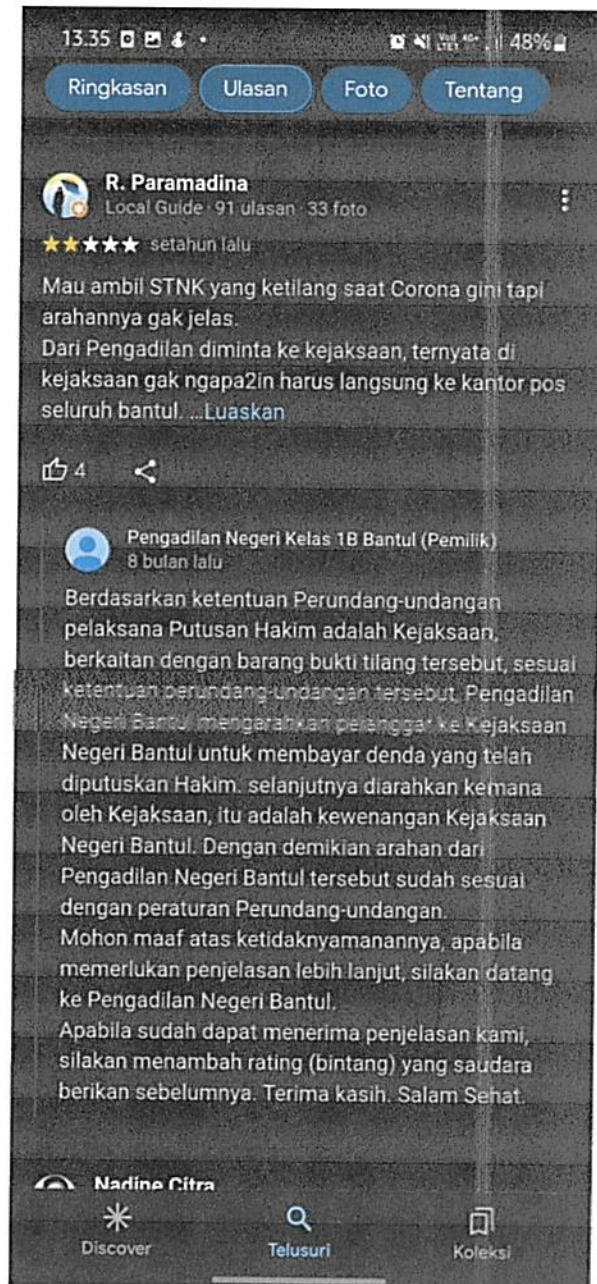 13.35
Vo)) 4G+
LTE1
48%
Ringkasan Ulasan Foto Tentang
R. Paramadina
Local Guide · 91 ulasan · 33 foto
setahun lalu
Mau ambil STNK yang ketilang saat Corona gini tapi
arahannya gak jelas.
Dari Pengadilan diminta ke kejaksaan, ternyata di
kejaksaan gak ngapa2in harus langsung ke kantor pos
seluruh bantul. ...Luaskan
4
Pengadilan Negeri Kelas 1B Bantul (Pemilik)
8 bulan lalu
Berdasarkan ketentuan Perundang-undangan
pelaksana Putusan Hakim adalah Kejaksaan,
berkaitan dengan barang bukti tilang tersebut, sesuai
ketentuan perundang-undangan tersebut, Pengadilan
Negeri Bantul mengarahkan pelanggar ke Kejaksaan
Negeri Bantul untuk membayar denda yang telah
diputuskan Hakim. selanjutnya diarahkan kemana
oleh Kejaksaan, itu adalah kewenangan Kejaksaan
Negeri Bantul. Dengan demikian arahan dari
Pengadilan Negeri Bantul tersebut sudah sesuai
dengan peraturan Perundang-undangan.
Mohon maaf atas ketidaknyamanannya, apabila
memerlukan penjelasan lebih lanjut, silakan datang
ke Pengadilan Negeri Bantul.
Apabila sudah dapat menerima penjelasan kami,
silakan menambah rating (bintang) yang saudara
berikan sebelumnya. Terima kasih. Salam Sehat.
Nadine Citra
Discover Telusuri Koleksi